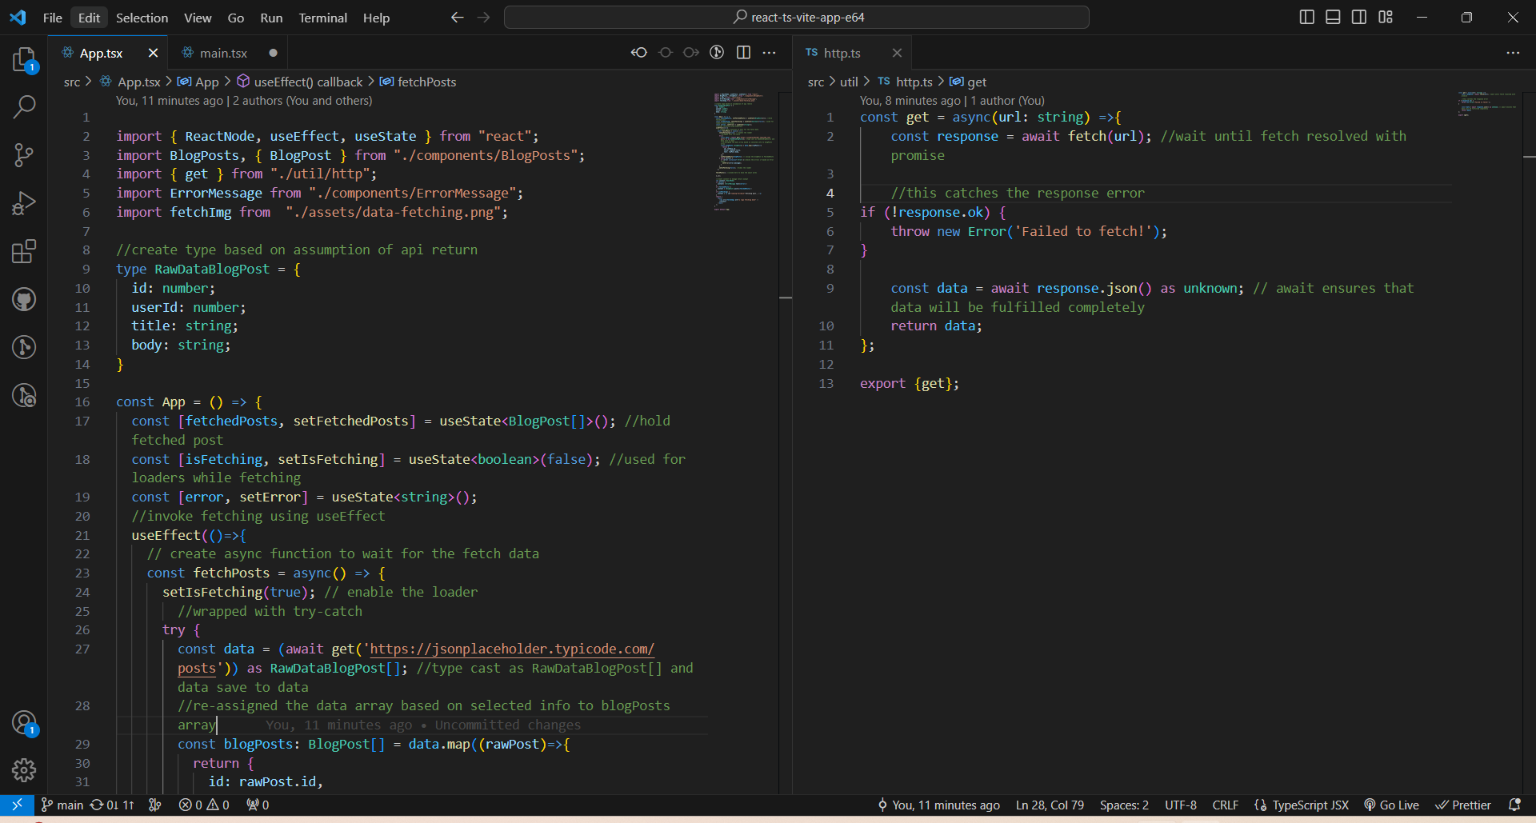 File Edit Selection View Go Run Terminal Help
react-ts-vite-app-e64
App.tsx
main.tsx
TS http.ts
src > App.tsx > App > useEffect() callback > fetchPosts
You, 11 minutes ago | 2 authors (You and others)
1
2 import { ReactNode, useEffect, useState } from "react";
3 import BlogPosts, { BlogPost } from "./components/BlogPosts";
4 import { get } from "./util/http";
5 import ErrorMessage from "./components/ErrorMessage";
6 import fetchImg from  "./assets/data-fetching.png";
7
8 //create type based on assumption of api return
9 type RawDataBlogPost = {
10 id: number;
11 userId: number;
12 title: string;
13 body: string;
14 }
15
16 const App = () => {
17 const [fetchedPosts, setFetchedPosts] = useState<BlogPost[]>(); //hold
fetched post
18 const [isFetching, setIsFetching] = useState<boolean>(false); //used for
loaders while fetching
19 const [error, setError] = useState<string>();
20 //invoke fetching using useEffect
21 useEffect(()=>{
22 // create async function to wait for the fetch data
23 const fetchPosts = async() => {
24 setIsFetching(true); // enable the loader
25 //wrapped with try-catch
26 try {
27 const data = (await get('https://jsonplaceholder.typicode.com/
posts')) as RawDataBlogPost[]; //type cast as RawDataBlogPost[] and
data save to data
28 //re-assigned the data array based on selected info to blogPosts
array You, 11 minutes ago • Uncommitted changes
29 const blogPosts: BlogPost[] = data.map((rawPost)=>{
30 return {
31 id: rawPost.id,
src > util > TS http.ts > get
You, 8 minutes ago | 1 author (You)
1 const get = async(url: string) =>{
2 const response = await fetch(url); //wait until fetch resolved with
promise
3
4 //this catches the response error
5 if (!response.ok) {
6 throw new Error('Failed to fetch!');
7 }
8
9 const data = await response.json() as unknown; // await ensures that
data will be fulfilled completely
10 return data;
11 };
12
13 export {get};
1
1
main 0↓ 1↑ 0 0 0 You, 11 minutes ago Ln 28, Col 79 Spaces: 2 UTF-8 CRLF TypeScript JSX Go Live Prettier